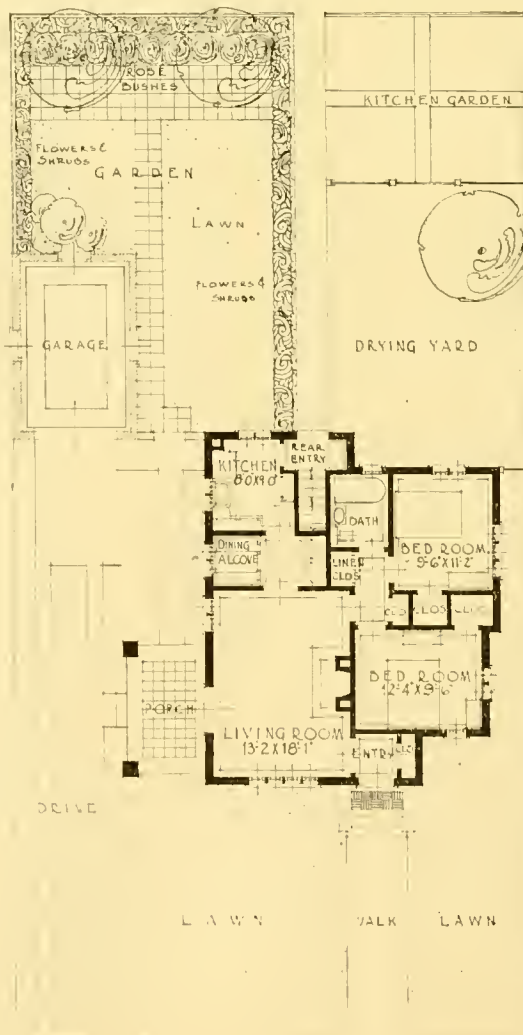 ROSE
BUSHES
KITCHEN GARDEN
FLOWERS &
SHRUBS
GARDEN
LAWN
FLOWERS &
SHRUBS
GARAGE
DRYING YARD
REAR
ENTRY
KITCHEN
8'0"X9'0"
BATH
DINING
ALCOVE
LINEN
CLOS
BED ROOM
9'-6"X11'-2"
CLO
CLOS
CLO
BED ROOM
12'-4"X9'-6"
PORCH
LIVING ROOM
13'-2"X18'-1"
ENTRY
CLO
DRIVE
LAWN
WALK
LAWN